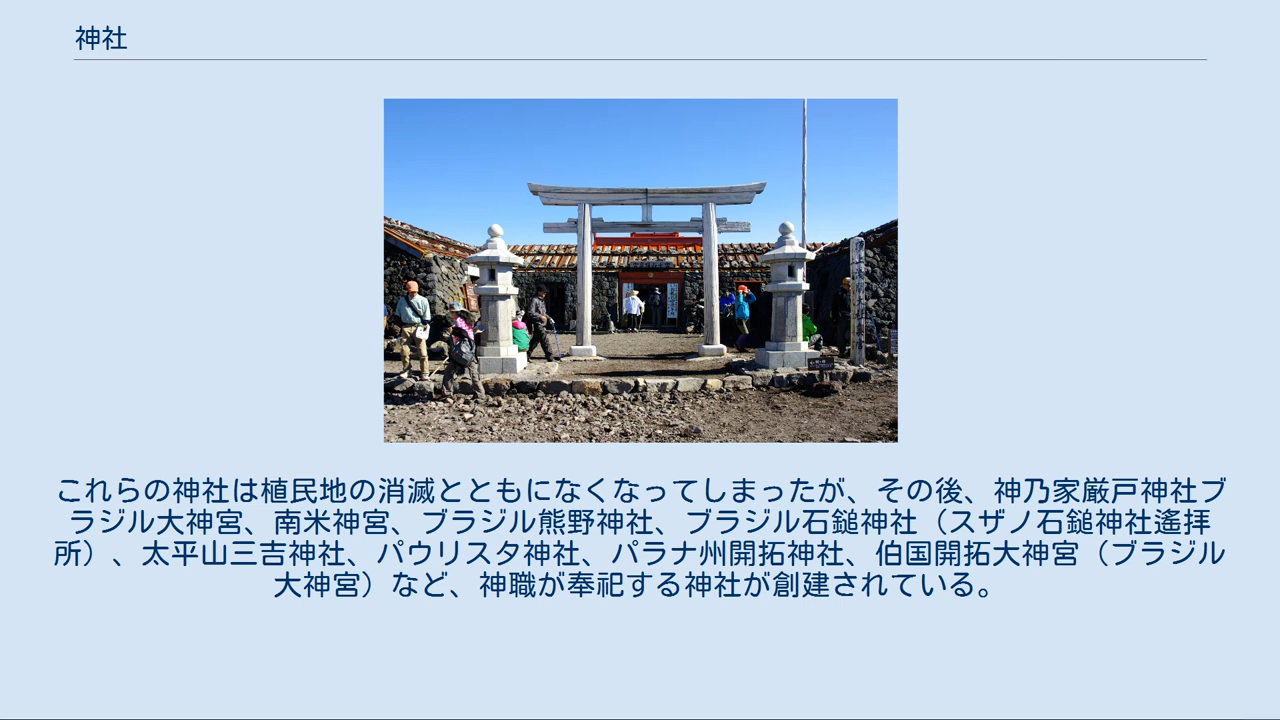 神社
これらの神社は植民地の消滅とともになくなってしまったが、その後、神乃家厳戸神社ブ
ラジル大神宮、南米神宮、ブラジル熊野神社、ブラジル石鎚神社（スザノ石鎚神社遙拝
所）、太平山三吉神社、パウリスタ神社、パラナ州開拓神社、伯国開拓大神宮（ブラジル
大神宮）など、神職が奉祀する神社が創建されている。